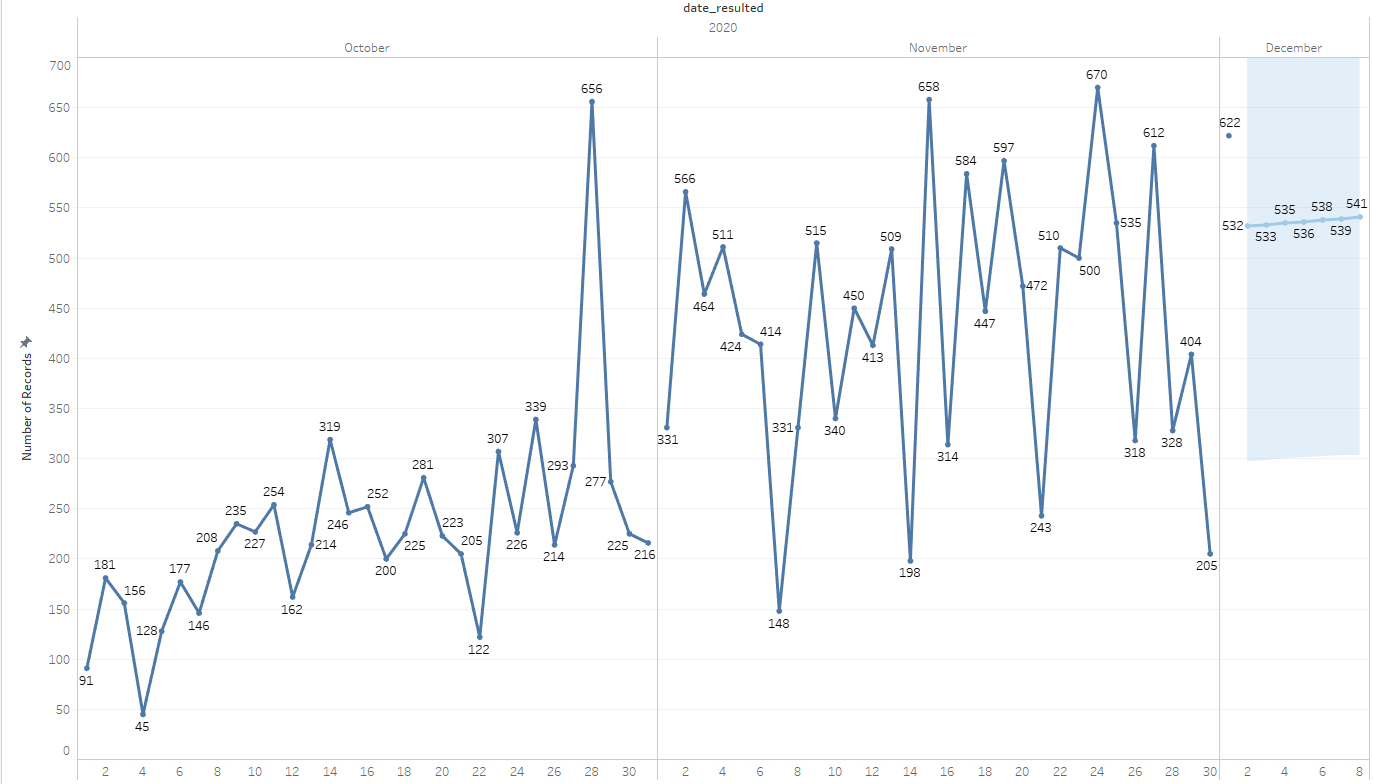 date_resulted
2020
October November December
700
650
600
550
500
450
400
350
300
250
200
150
100
50
0
Number of Records
91 181 156 45 128 177 146 208 235 227 254 162 214 319 246 252 200 225 281 223 205 122 307 226 339 214 293 656 277 225 216
331 566 464 511 424 414 148 331 515 340 450 413 509 198 658 314 584 447 597 472 243 510 500 670 535 318 612 328 404 205
622 532 533 535 536 538 539 541
2 4 6 8 10 12 14 16 18 20 22 24 26 28 30 2 4 6 8 10 12 14 16 18 20 22 24 26 28 30 2 4 6 8